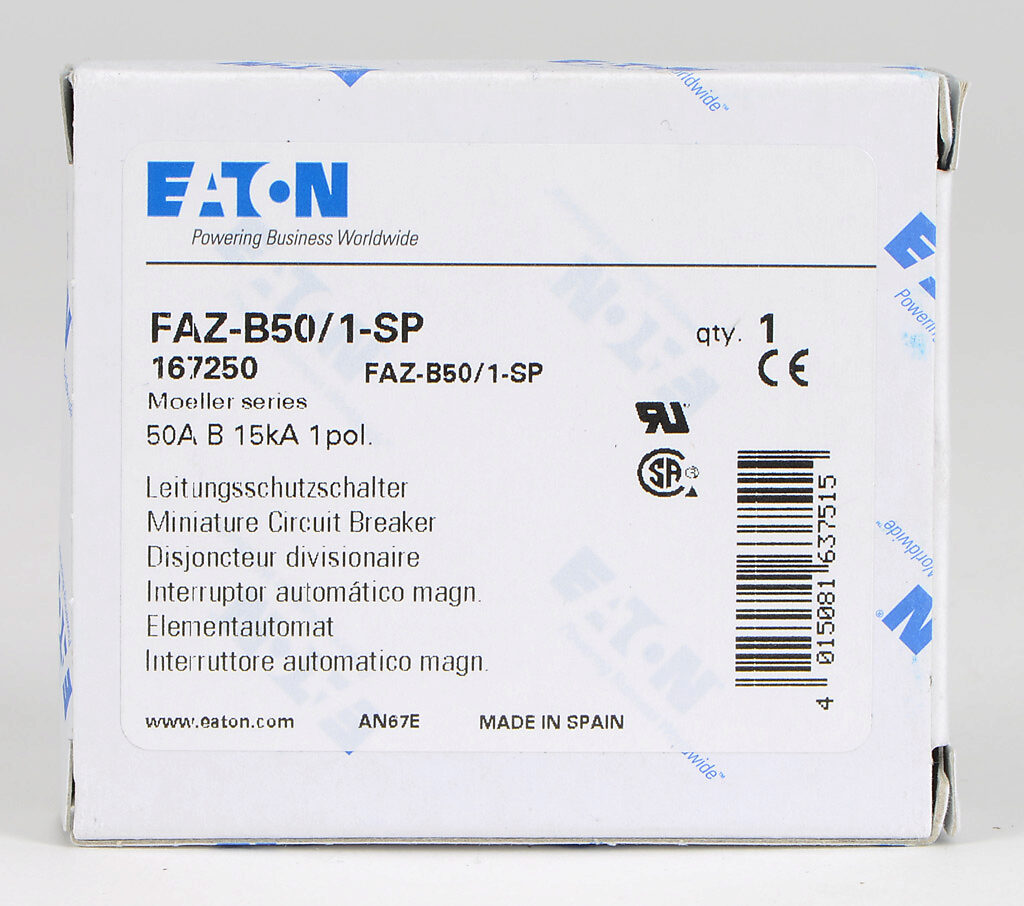 EATON
Powering Business Worldwide
FAZ-B50/1-SP
qty. 1
167250
FAZ-B50/1-SP
CE
Moeller series
50A B 15kA 1pol.
RU
SA
Leitungsschutzschalter
Miniature Circuit Breaker
Disjoncteur divisionaire
Interruptor automático magn.
Elementautomat
Interruttore automatico magn.
4 015081 637515
www.eaton.com
AN67E
MADE IN SPAIN